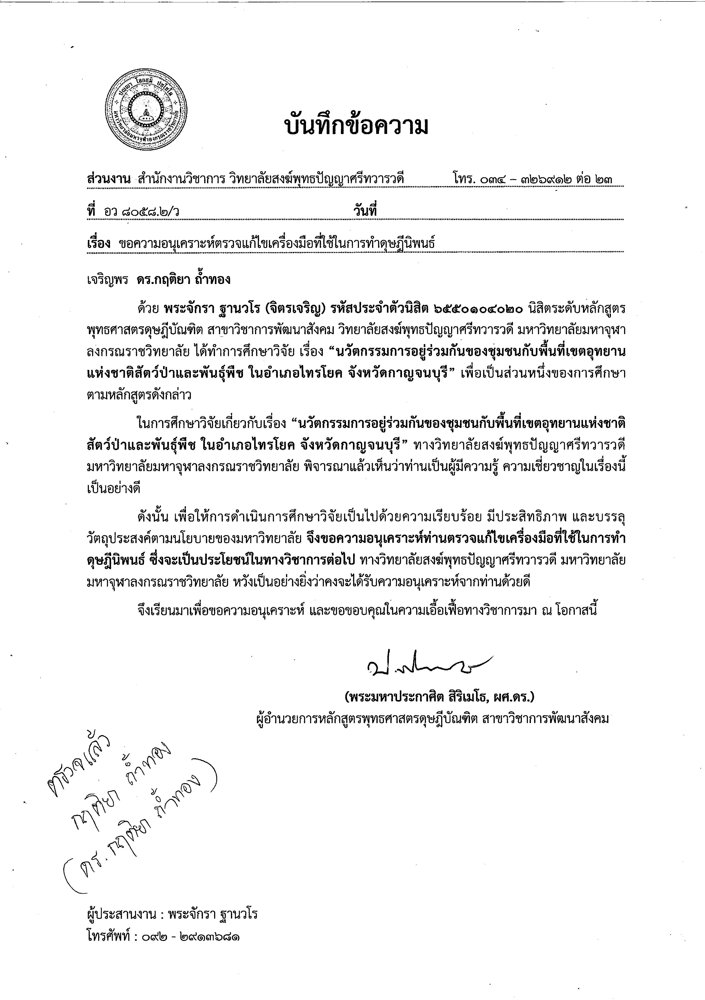 ปญฺญา โลกสฺมิ ปชฺโชโต
มหาวิทยาลัยมหาจุฬาลงกรณราชวิทยาลัย
บันทึกข้อความ
ส่วนงาน สำนักงานวิชาการ วิทยาลัยสงฆ์พุทธปัญญาศรีทวารวดี โทร. ๐๓๔ – ๓๒๖๙๑๒ ต่อ ๒๓
ที่ อว ๘๐๕๘.๒/ว วันที่
เรื่อง ขอความอนุเคราะห์ตรวจแก้ไขเครื่องมือที่ใช้ในการทำดุษฎีนิพนธ์
เจริญพร ดร.กฤติยา ถ้ำทอง
ด้วย พระจักรา ฐานวโร (จิตรเจริญ) รหัสประจำตัวนิสิต ๖๕๕๐๑๐๔๐๒๐ นิสิตระดับหลักสูตร
พุทธศาสตรดุษฎีบัณฑิต สาขาวิชาการพัฒนาสังคม วิทยาลัยสงฆ์พุทธปัญญาศรีทวารวดี มหาวิทยาลัยมหาจุฬา
ลงกรณราชวิทยาลัย ได้ทำการศึกษาวิจัย เรื่อง “นวัตกรรมการอยู่ร่วมกันของชุมชนกับพื้นที่เขตอุทยาน
แห่งชาติสัตว์ป่าและพันธุ์พืช ในอำเภอไทรโยค จังหวัดกาญจนบุรี” เพื่อเป็นส่วนหนึ่งของการศึกษา
ตามหลักสูตรดังกล่าว
ในการศึกษาวิจัยเกี่ยวกับเรื่อง “นวัตกรรมการอยู่ร่วมกันของชุมชนกับพื้นที่เขตอุทยานแห่งชาติ
สัตว์ป่าและพันธุ์พืช ในอำเภอไทรโยค จังหวัดกาญจนบุรี” ทางวิทยาลัยสงฆ์พุทธปัญญาศรีทวารวดี
มหาวิทยาลัยมหาจุฬาลงกรณราชวิทยาลัย พิจารณาแล้วเห็นว่าท่านเป็นผู้มีความรู้ ความเชี่ยวชาญในเรื่องนี้
เป็นอย่างดี
ดังนั้น เพื่อให้การดำเนินการศึกษาวิจัยเป็นไปด้วยความเรียบร้อย มีประสิทธิภาพ และบรรลุ
วัตถุประสงค์ตามนโยบายของมหาวิทยาลัย จึงขอความอนุเคราะห์ท่านตรวจแก้ไขเครื่องมือที่ใช้ในการทำ
ดุษฎีนิพนธ์ ซึ่งจะเป็นประโยชน์ในทางวิชาการต่อไป ทางวิทยาลัยสงฆ์พุทธปัญญาศรีทวารวดี มหาวิทยาลัย
มหาจุฬาลงกรณราชวิทยาลัย หวังเป็นอย่างยิ่งว่าคงจะได้รับความอนุเคราะห์จากท่านด้วยดี
จึงเรียนมาเพื่อขอความอนุเคราะห์ และขอขอบคุณในความเอื้อเฟื้อทางวิชาการมา ณ โอกาสนี้
(พระมหาประกาศิต สิริเมโธ, ผศ.ดร.)
ผู้อำนวยการหลักสูตรพุทธศาสตรดุษฎีบัณฑิต สาขาวิชาการพัฒนาสังคม
ตรวจแล้ว
กฤติยา ถ้ำทอง
(ดร. กฤติยา ถ้ำทอง)
ผู้ประสานงาน : พระจักรา ฐานวโร
โทรศัพท์ : ๐๙๒ - ๒๙๑๓๖๘๑